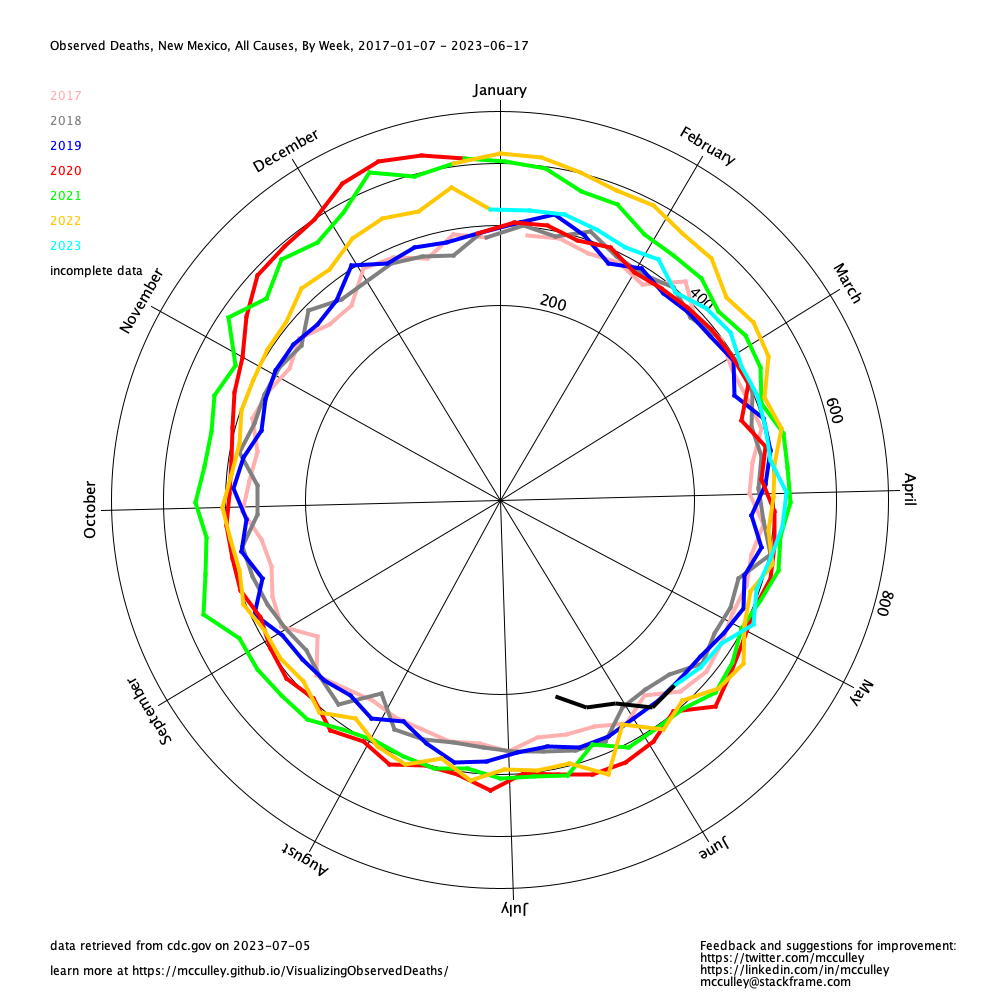 Observed Deaths, New Mexico, All Causes, By Week, 2017-01-07 - 2023-06-17
January
2017
2018
2019
2020
2021
2022
2023
incomplete data
December
February
November
March
200
400
600
October
April
800
September
May
August
June
July
data retrieved from cdc.gov on 2023-07-05
learn more at https://mcculley.github.io/VisualizingObservedDeaths/
Feedback and suggestions for improvement:
https://twitter.com/mcculley
https://linkedin.com/in/mcculley
mcculley@stackframe.com